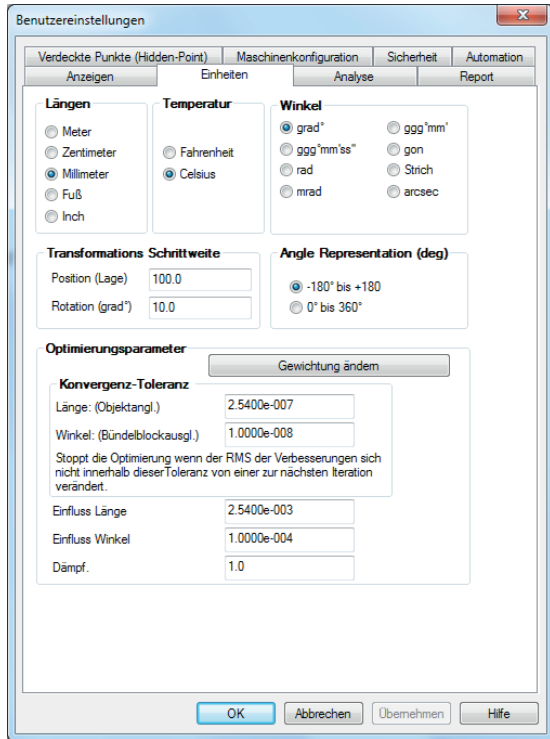 Benutzereinstellungen
Verdeckte Punkte (Hidden-Point) Maschinenkonfiguration Sicherheit Automation
Anzeigen Einheiten Analyse Report
Längen
Meter
Zentimeter
Millimeter
Fuß
Inch
Temperatur
Fahrenheit
Celsius
Winkel
grad°
ggg°mm'ss"
rad
mrad
ggg°mm'
gon
Strich
arcsec
Transformations Schrittweite
Position (Lage) 100.0
Rotation (grad°) 10.0
Angle Representation (deg)
-180° bis +180
0° bis 360°
Optimierungsparameter
Gewichtung ändern
Konvergenz-Toleranz
Länge: (Objektangl.) 2.5400e-007
Winkel: (Bündelblockausgl.) 1.0000e-008
Stoppt die Optimierung wenn der RMS der Verbesserungen sich
nicht innerhalb dieserToleranz von einer zur nächsten Iteration
verändert.
Einfluss Länge 2.5400e-003
Einfluss Winkel 1.0000e-004
Dämpf. 1.0
OK Abbrechen Übernehmen Hilfe